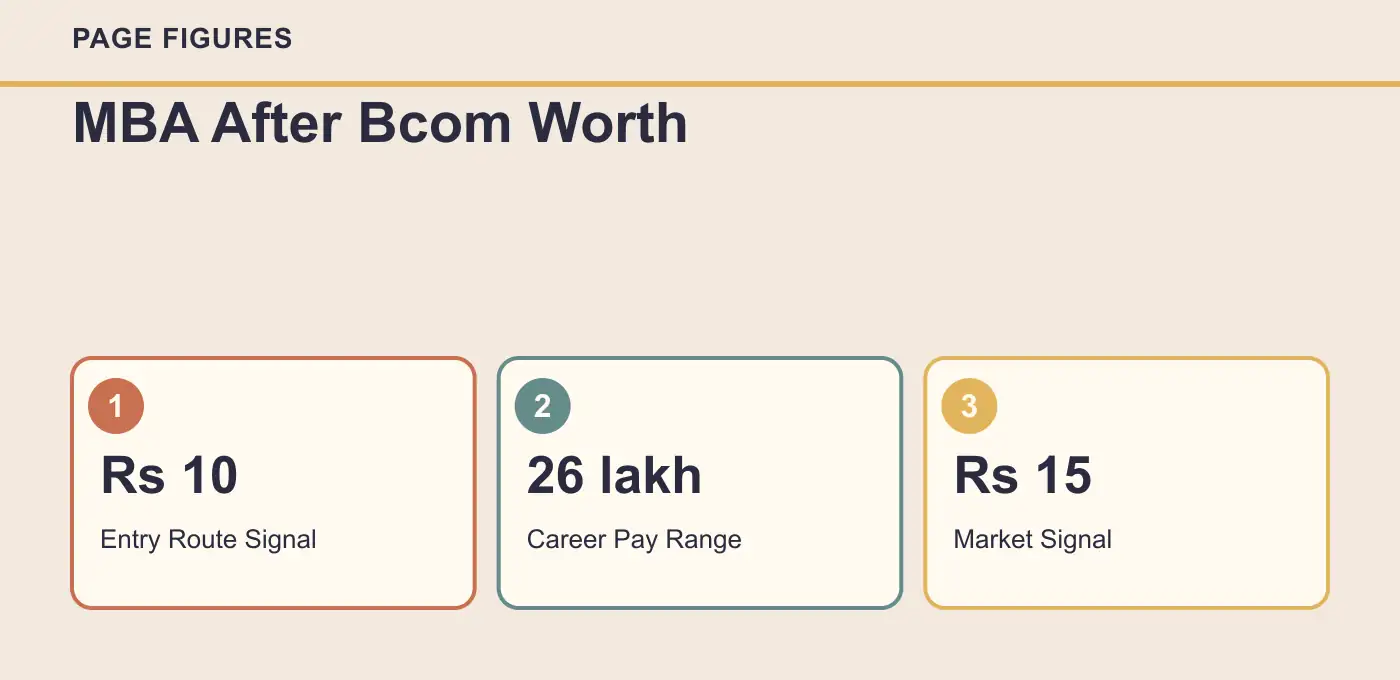 PAGE FIGURES
MBA After Bcom Worth
1
Rs 10
Entry Route Signal
2
26 lakh
Career Pay Range
3
Rs 15
Market Signal